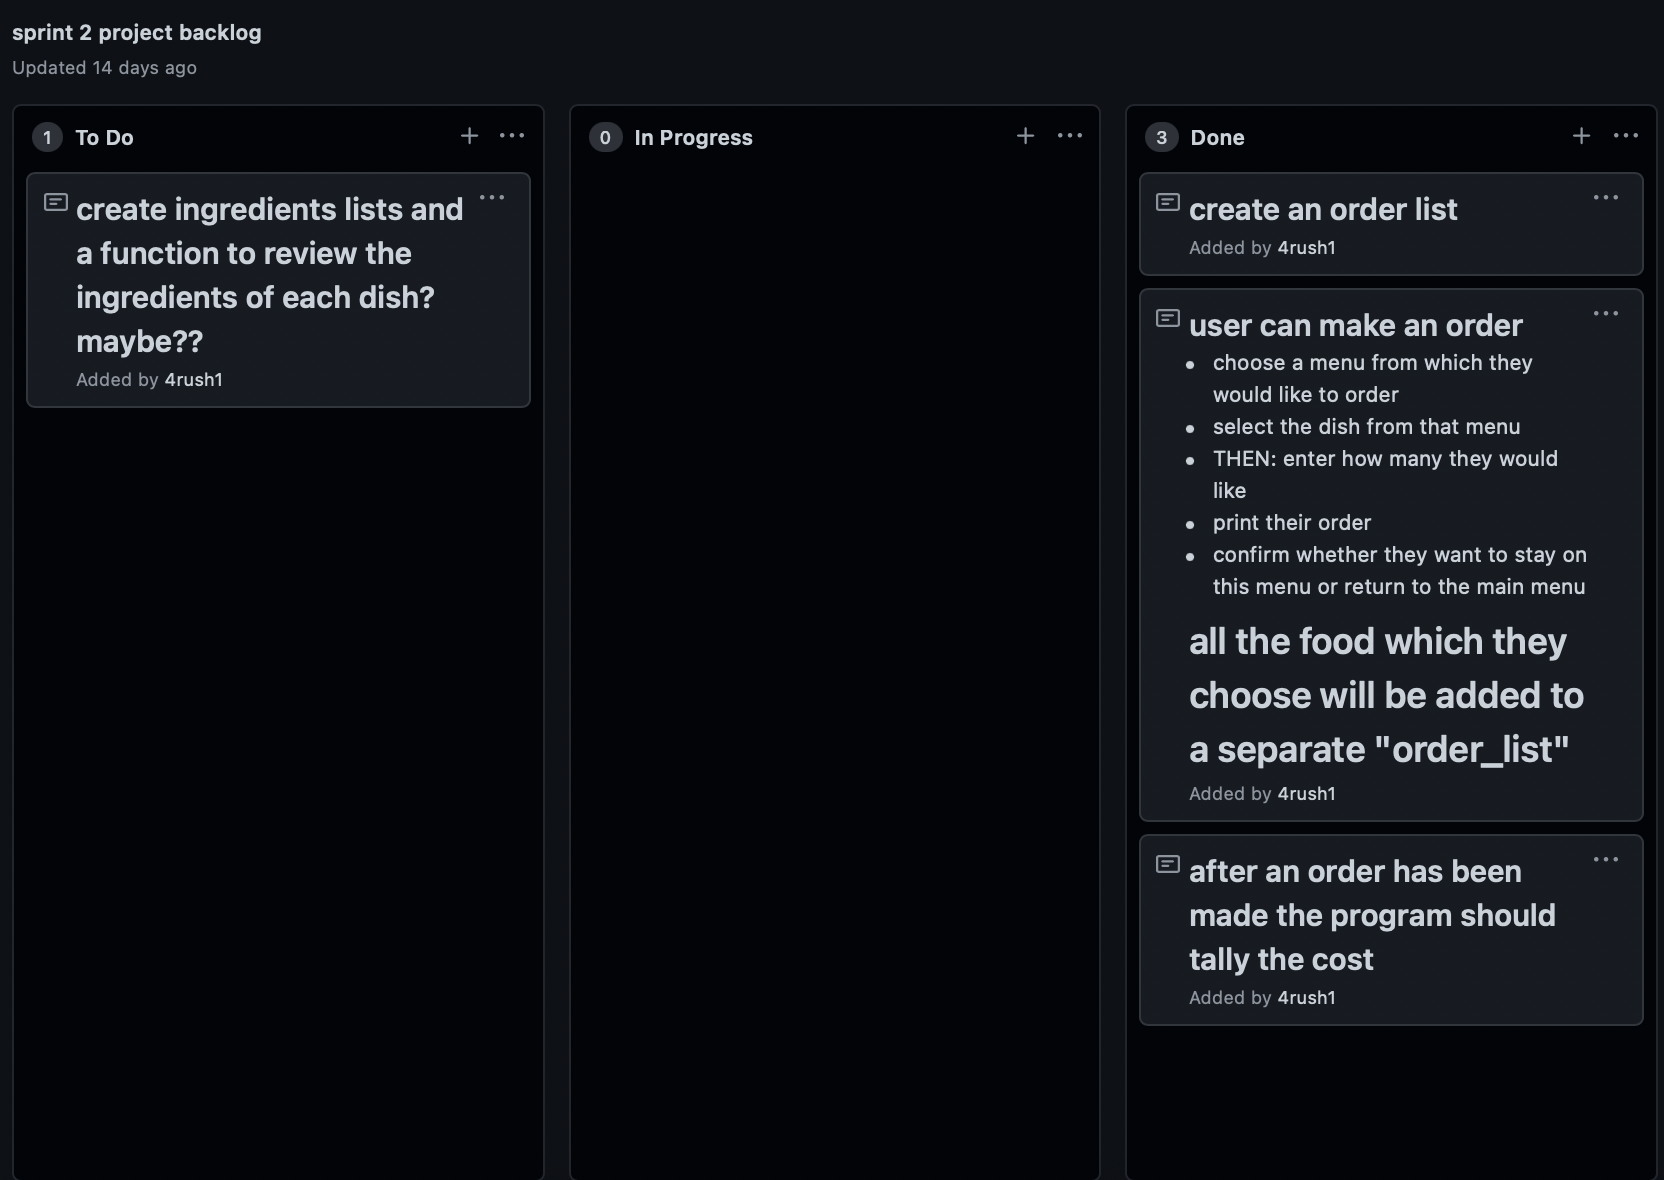 sprint 2 project backlog
Updated 14 days ago
1 To Do
create ingredients lists and
a function to review the
ingredients of each dish?
maybe??
Added by 4rush1
0 In Progress
3 Done
create an order list
Added by 4rush1
user can make an order
choose a menu from which they
would like to order
select the dish from that menu
THEN: enter how many they would
like
print their order
confirm whether they want to stay on
this menu or return to the main menu
all the food which they
choose will be added to
a separate "order_list"
Added by 4rush1
after an order has been
made the program should
tally the cost
Added by 4rush1